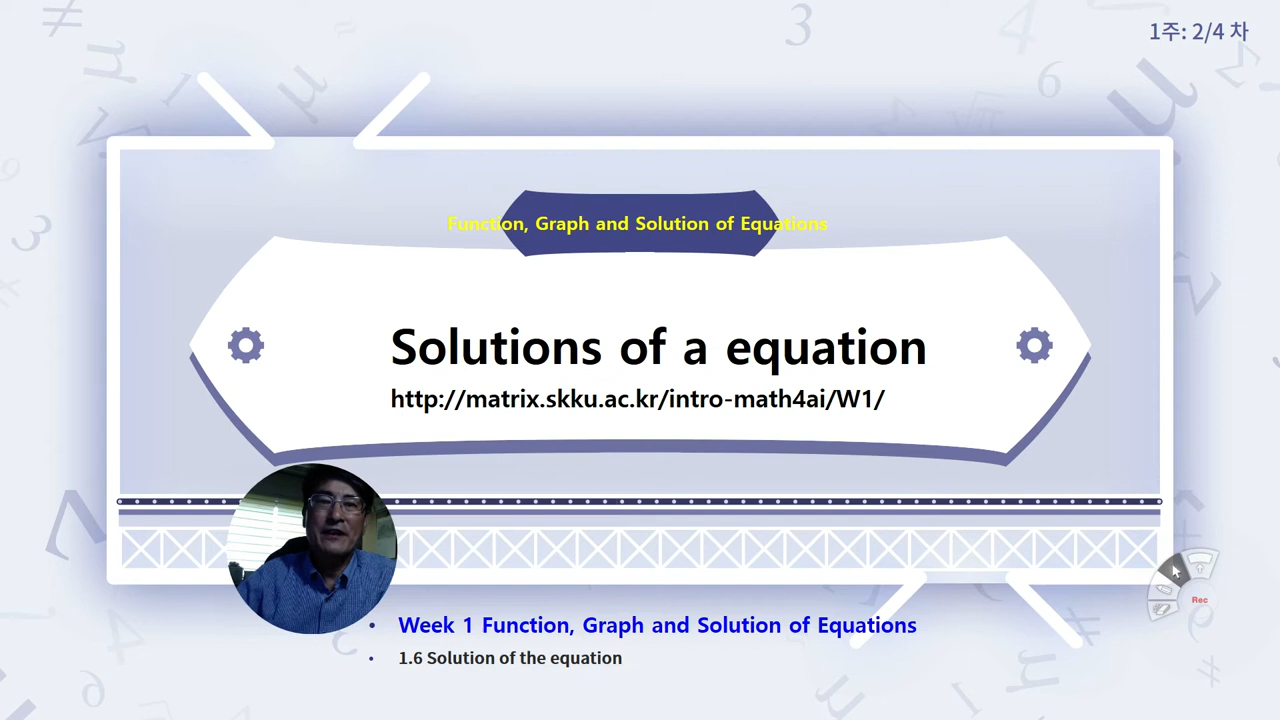 1주: 2/4 차
Function, Graph and Solution of Equations
Solutions of a equation
http://matrix.skku.ac.kr/intro-math4ai/W1/
• Week 1 Function, Graph and Solution of Equations
• 1.6 Solution of the equation
Rec